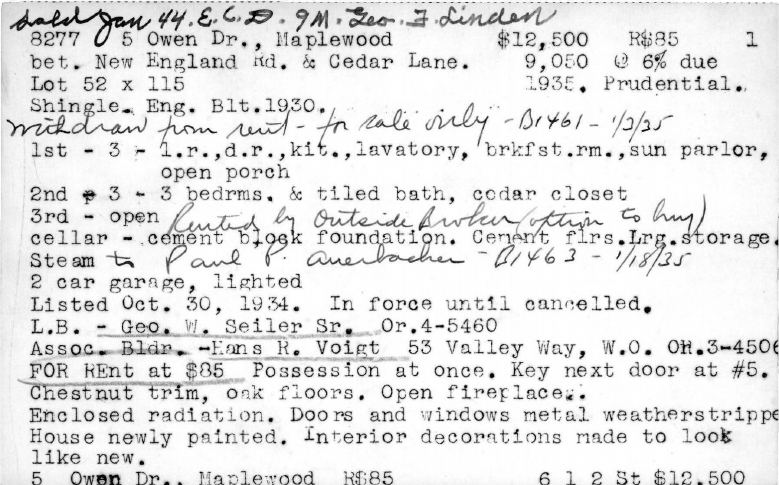 Sold Jan 44. E.C.D. 9M. Geo. F. Linden
8277   5 Owen Dr., Maplewood   $12,500   R$85   1
bet. New England Rd. & Cedar Lane.   9,050 @ 6% due
Lot 52 x 115   1935. Prudential.
Shingle. Eng. Blt.1930.
Withdraw from rent - for sale only - B1461 - 1/3/35
1st - 3 - l.r.,d.r.,kit.,lavatory, brkfst.rm.,sun parlor,
open porch
2nd - 3 - 3 bedrms. & tiled bath, cedar closet
3rd - open   Rented by outside broker (option to buy)
cellar - cement block foundation. Cement flrs.Lrg.storage.
Steam   to Paul P. Auerbacher - B1463 - 1/18/35
2 car garage, lighted
Listed Oct. 30, 1934.  In force until cancelled.
L.B. - Geo. W. Seiler Sr.  Or.4-5460
Assoc. Bldr. -Hans R. Voigt  53 Valley Way, W.O. OR.3-4506
FOR REnt at $85  Possession at once. Key next door at #5.
Chestnut trim, oak floors. Open fireplace.
Enclosed radiation. Doors and windows metal weatherstrippe
House newly painted. Interior decorations made to look
like new.
5  Owen Dr., Maplewood  R$85   6 1 2 St $12,500